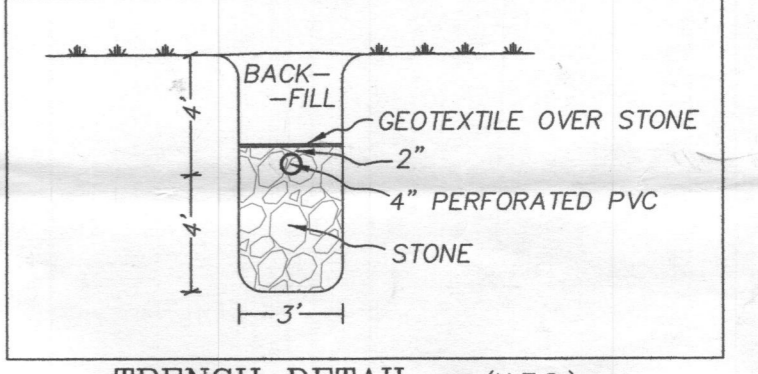 BACK-
-FILL
4'
GEOTEXTILE OVER STONE
2"
4" PERFORATED PVC
4'
STONE
3'
TRENCH DETAIL